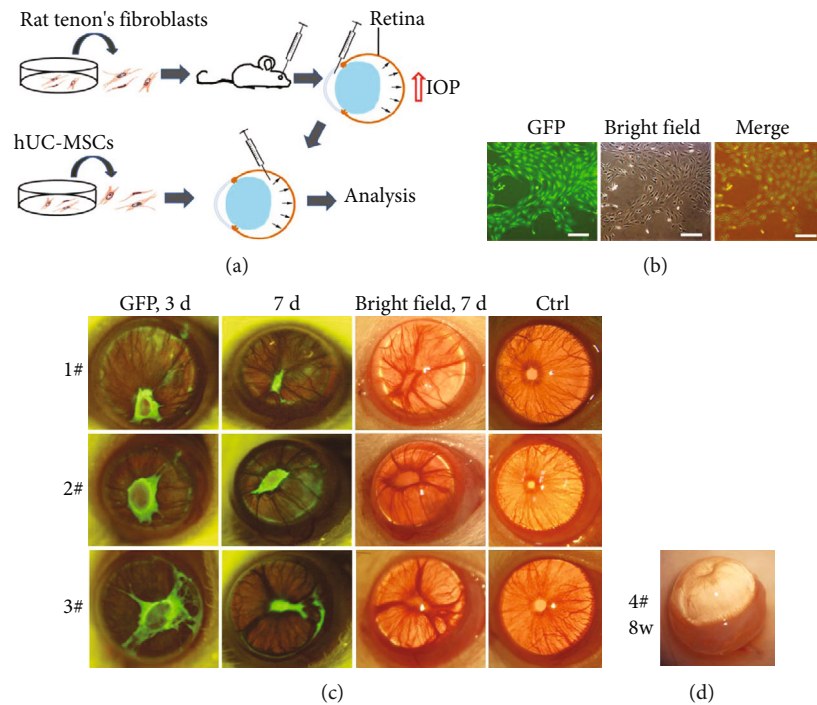 Rat tenon's fibroblasts
Retina
IOP
hUC-MSCs
Analysis
(a)
GFP
Bright field
Merge
(b)
GFP, 3 d
7 d
Bright field, 7 d
Ctrl
1#
2#
3#
(c)
4#
8w
(d)